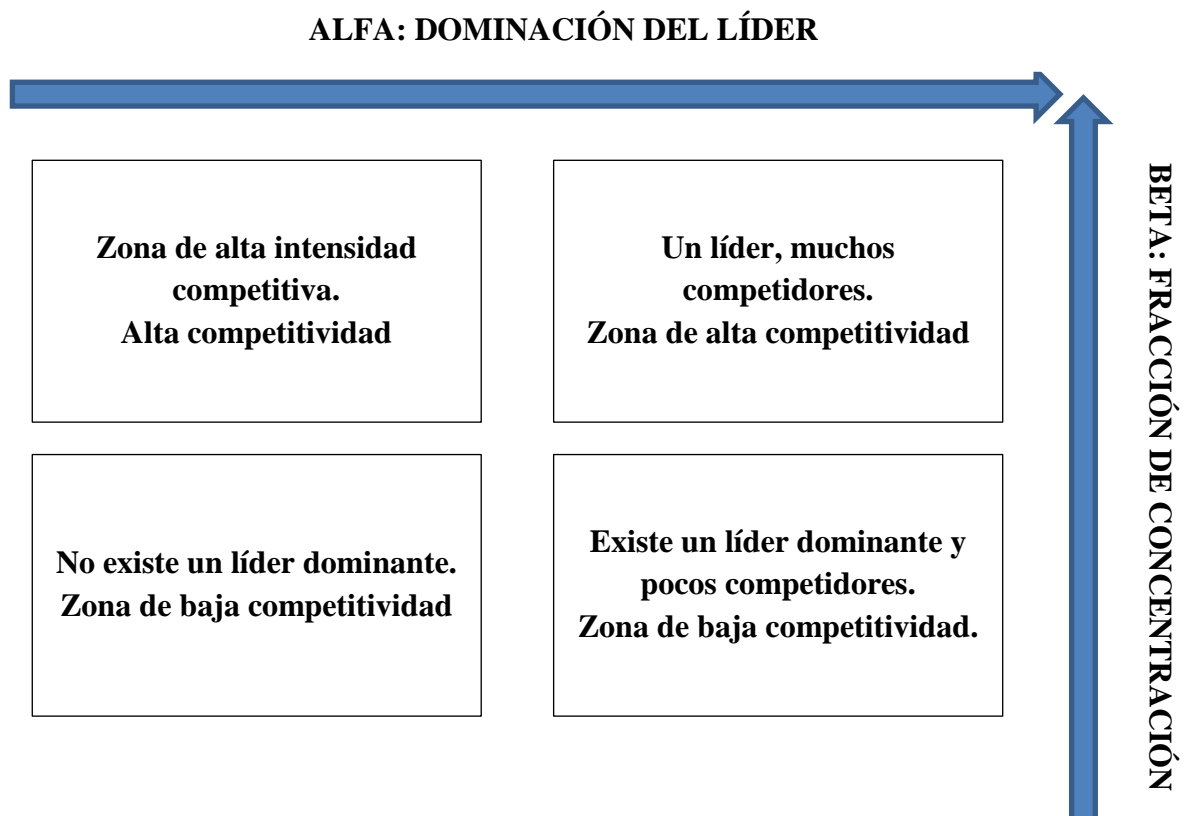 ALFA: DOMINACIÓN DEL LÍDER
Zona de alta intensidad
competitiva.
Alta competitividad
Un líder, muchos
competidores.
Zona de alta competitividad
BETA: FRACCIÓN DE CONCENTRACIÓN
No existe un líder dominante.
Zona de baja competitividad
Existe un líder dominante y
pocos competidores.
Zona de baja competitividad.